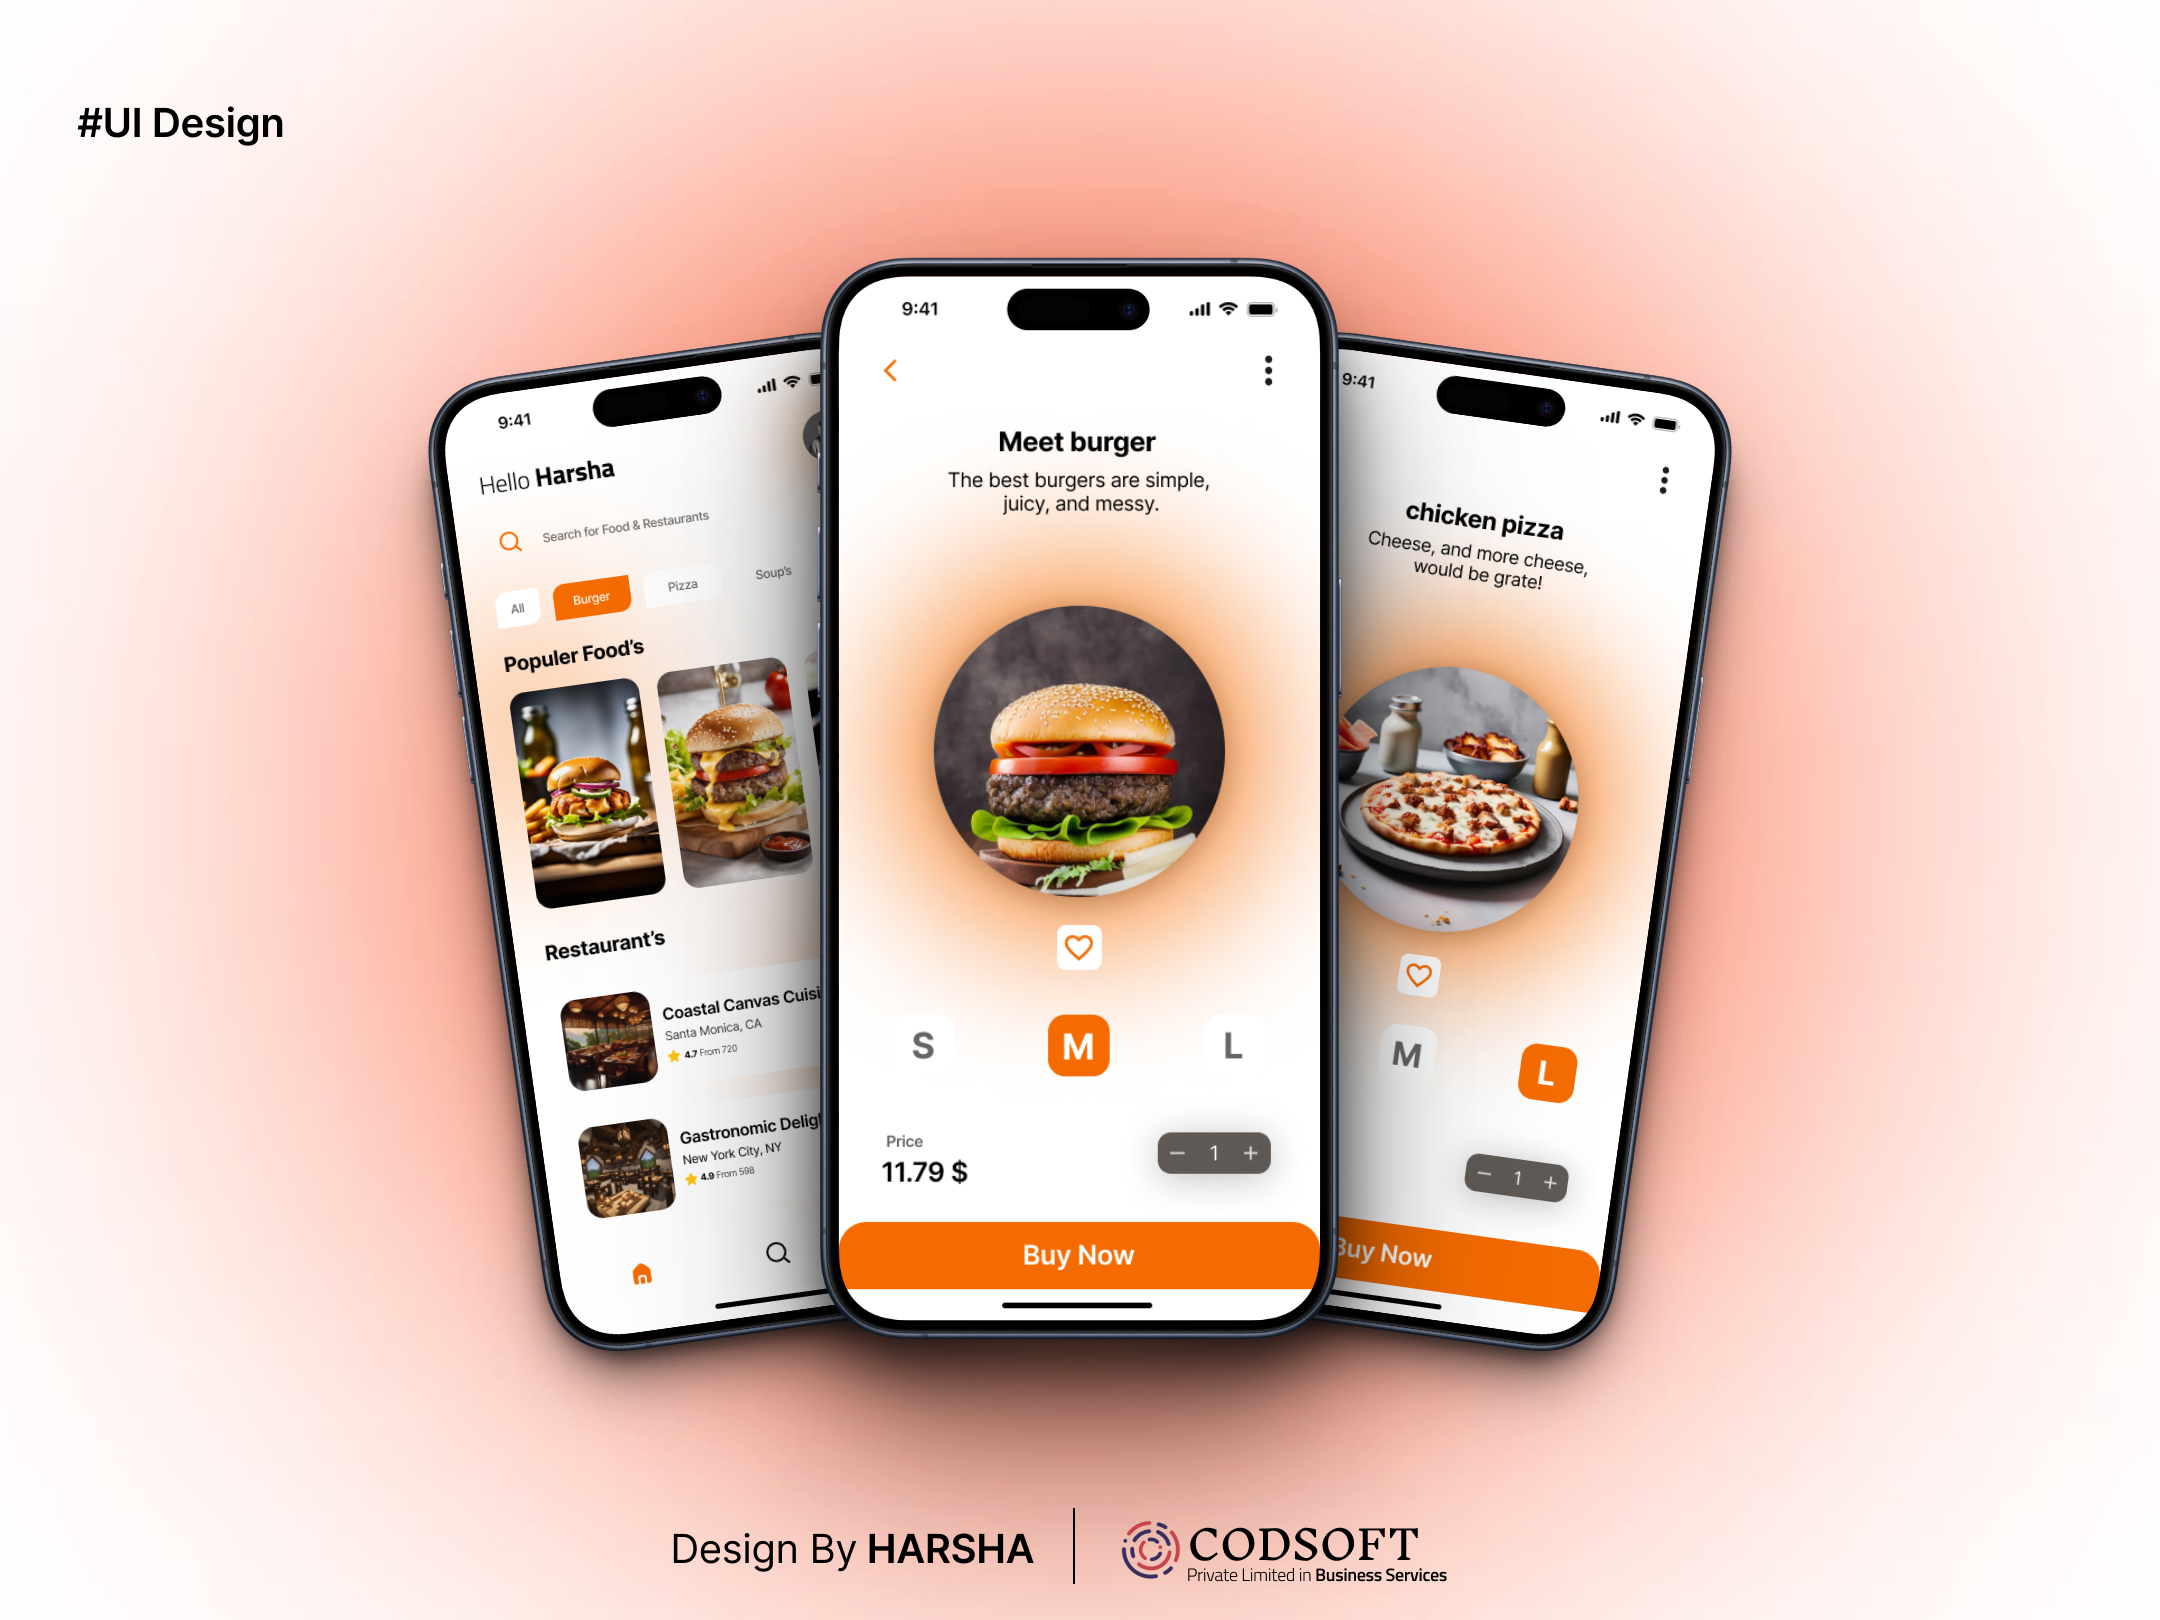 #UI Design
9:41
Hello Harsha
Search for Food & Restaurants
All
Burger
Pizza
Soup's
Populer Food's
Restaurant's
Coastal Canvas
Santa Monica, CA
4.7 From 720
Gastronomic
New York City, NY
4.9 From 598
9:41
Meet burger
The best burgers are simple,
juicy, and messy.
S
M
L
Price
11.79 $
− 1 +
Buy Now
9:41
chicken pizza
Cheese, and more cheese,
would be grate!
M
L
− 1 +
Buy Now
Design By HARSHA
CODSOFT
Private Limited in Business Services